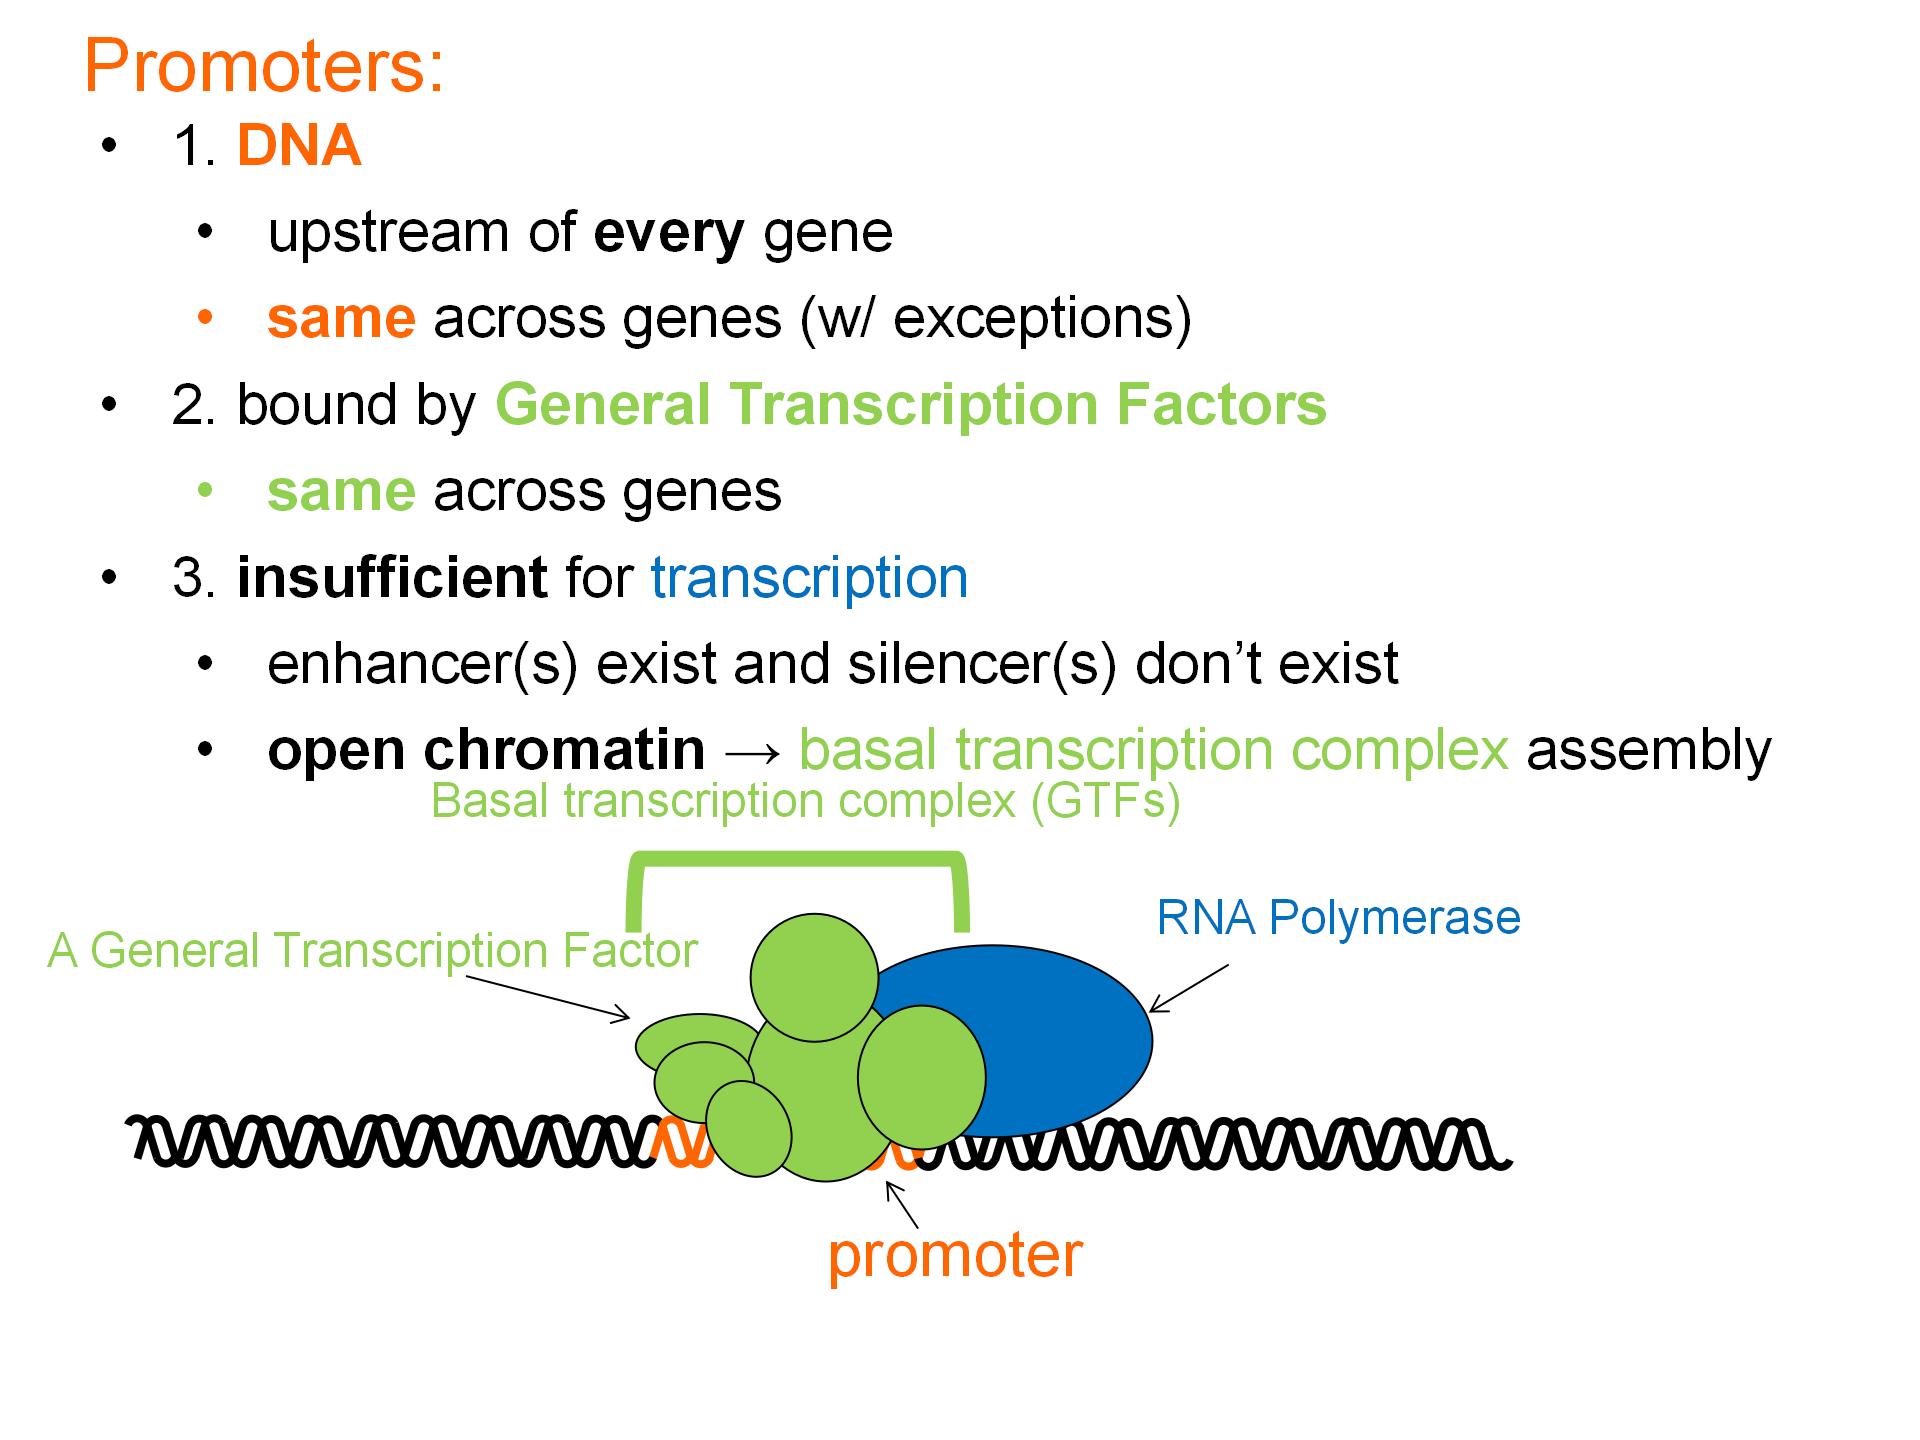 Promoters:
• 1. DNA
• upstream of every gene
• same across genes (w/ exceptions)
• 2. bound by General Transcription Factors
• same across genes
• 3. insufficient for transcription
• enhancer(s) exist and silencer(s) don’t exist
• open chromatin → basal transcription complex assembly
Basal transcription complex (GTFs)
RNA Polymerase
A General Transcription Factor
promoter